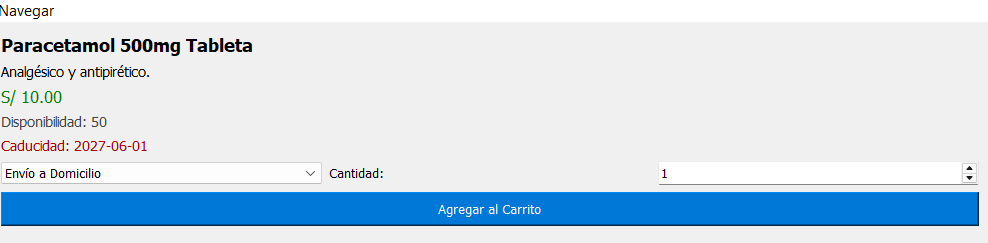 Navegar
Paracetamol 500mg Tableta
Analgésico y antipirético.
S/ 10.00
Disponibilidad: 50
Caducidad: 2027-06-01
Envío a Domicilio Cantidad: 1
Agregar al Carrito